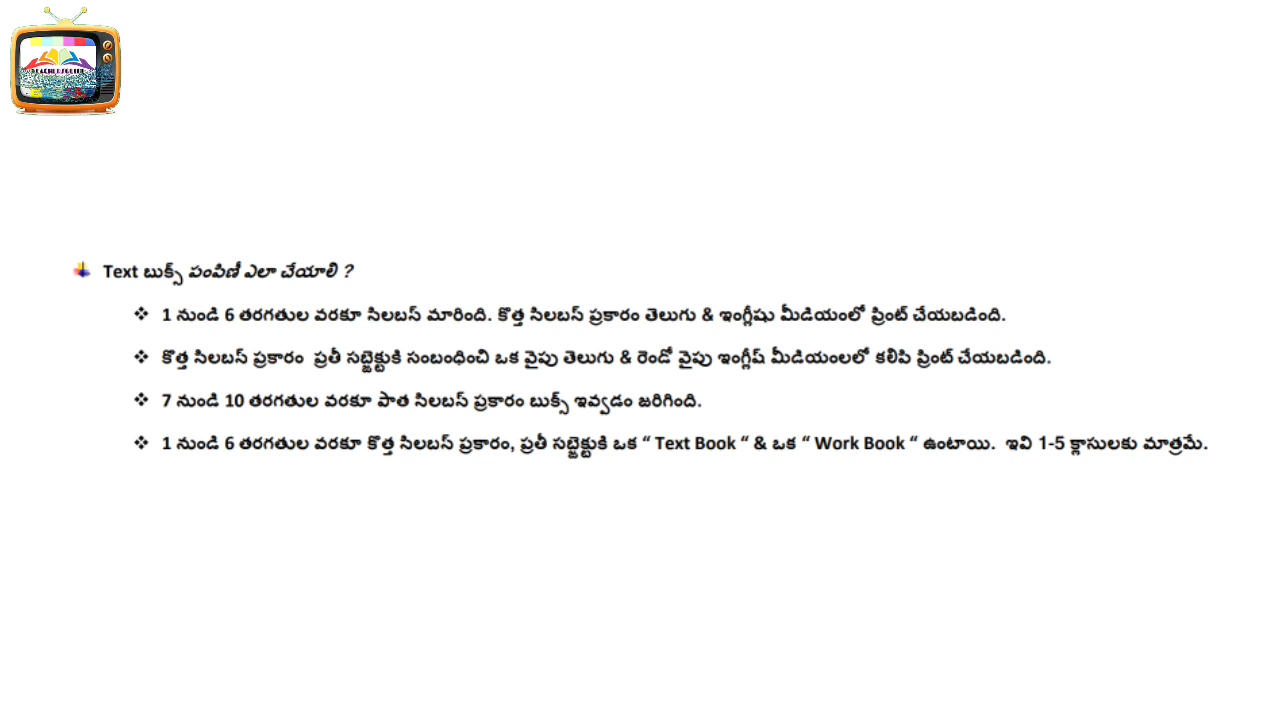 TEACHERSGUIDE
Text బుక్స్ పంపిణీ ఎలా చేయాలి ?
1 నుండి 6 తరగతుల వరకూ సిలబస్ మారింది. కొత్త సిలబస్ ప్రకారం తెలుగు & ఇంగ్లీషు మీడియంలో ప్రింట్ చేయబడింది.
కొత్త సిలబస్ ప్రకారం ప్రతీ సబ్జెక్టుకి సంబంధించి ఒక వైపు తెలుగు & రెండో వైపు ఇంగ్లీష్ మీడియంలలో కలిపి ప్రింట్ చేయబడింది.
7 నుండి 10 తరగతుల వరకూ పాత సిలబస్ ప్రకారం బుక్స్ ఇవ్వడం జరిగింది.
1 నుండి 6 తరగతుల వరకూ కొత్త సిలబస్ ప్రకారం, ప్రతీ సబ్జెక్టుకి ఒక “ Text Book “ & ఒక “ Work Book “ ఉంటాయి. ఇవి 1-5 క్లాసులకు మాత్రమే.